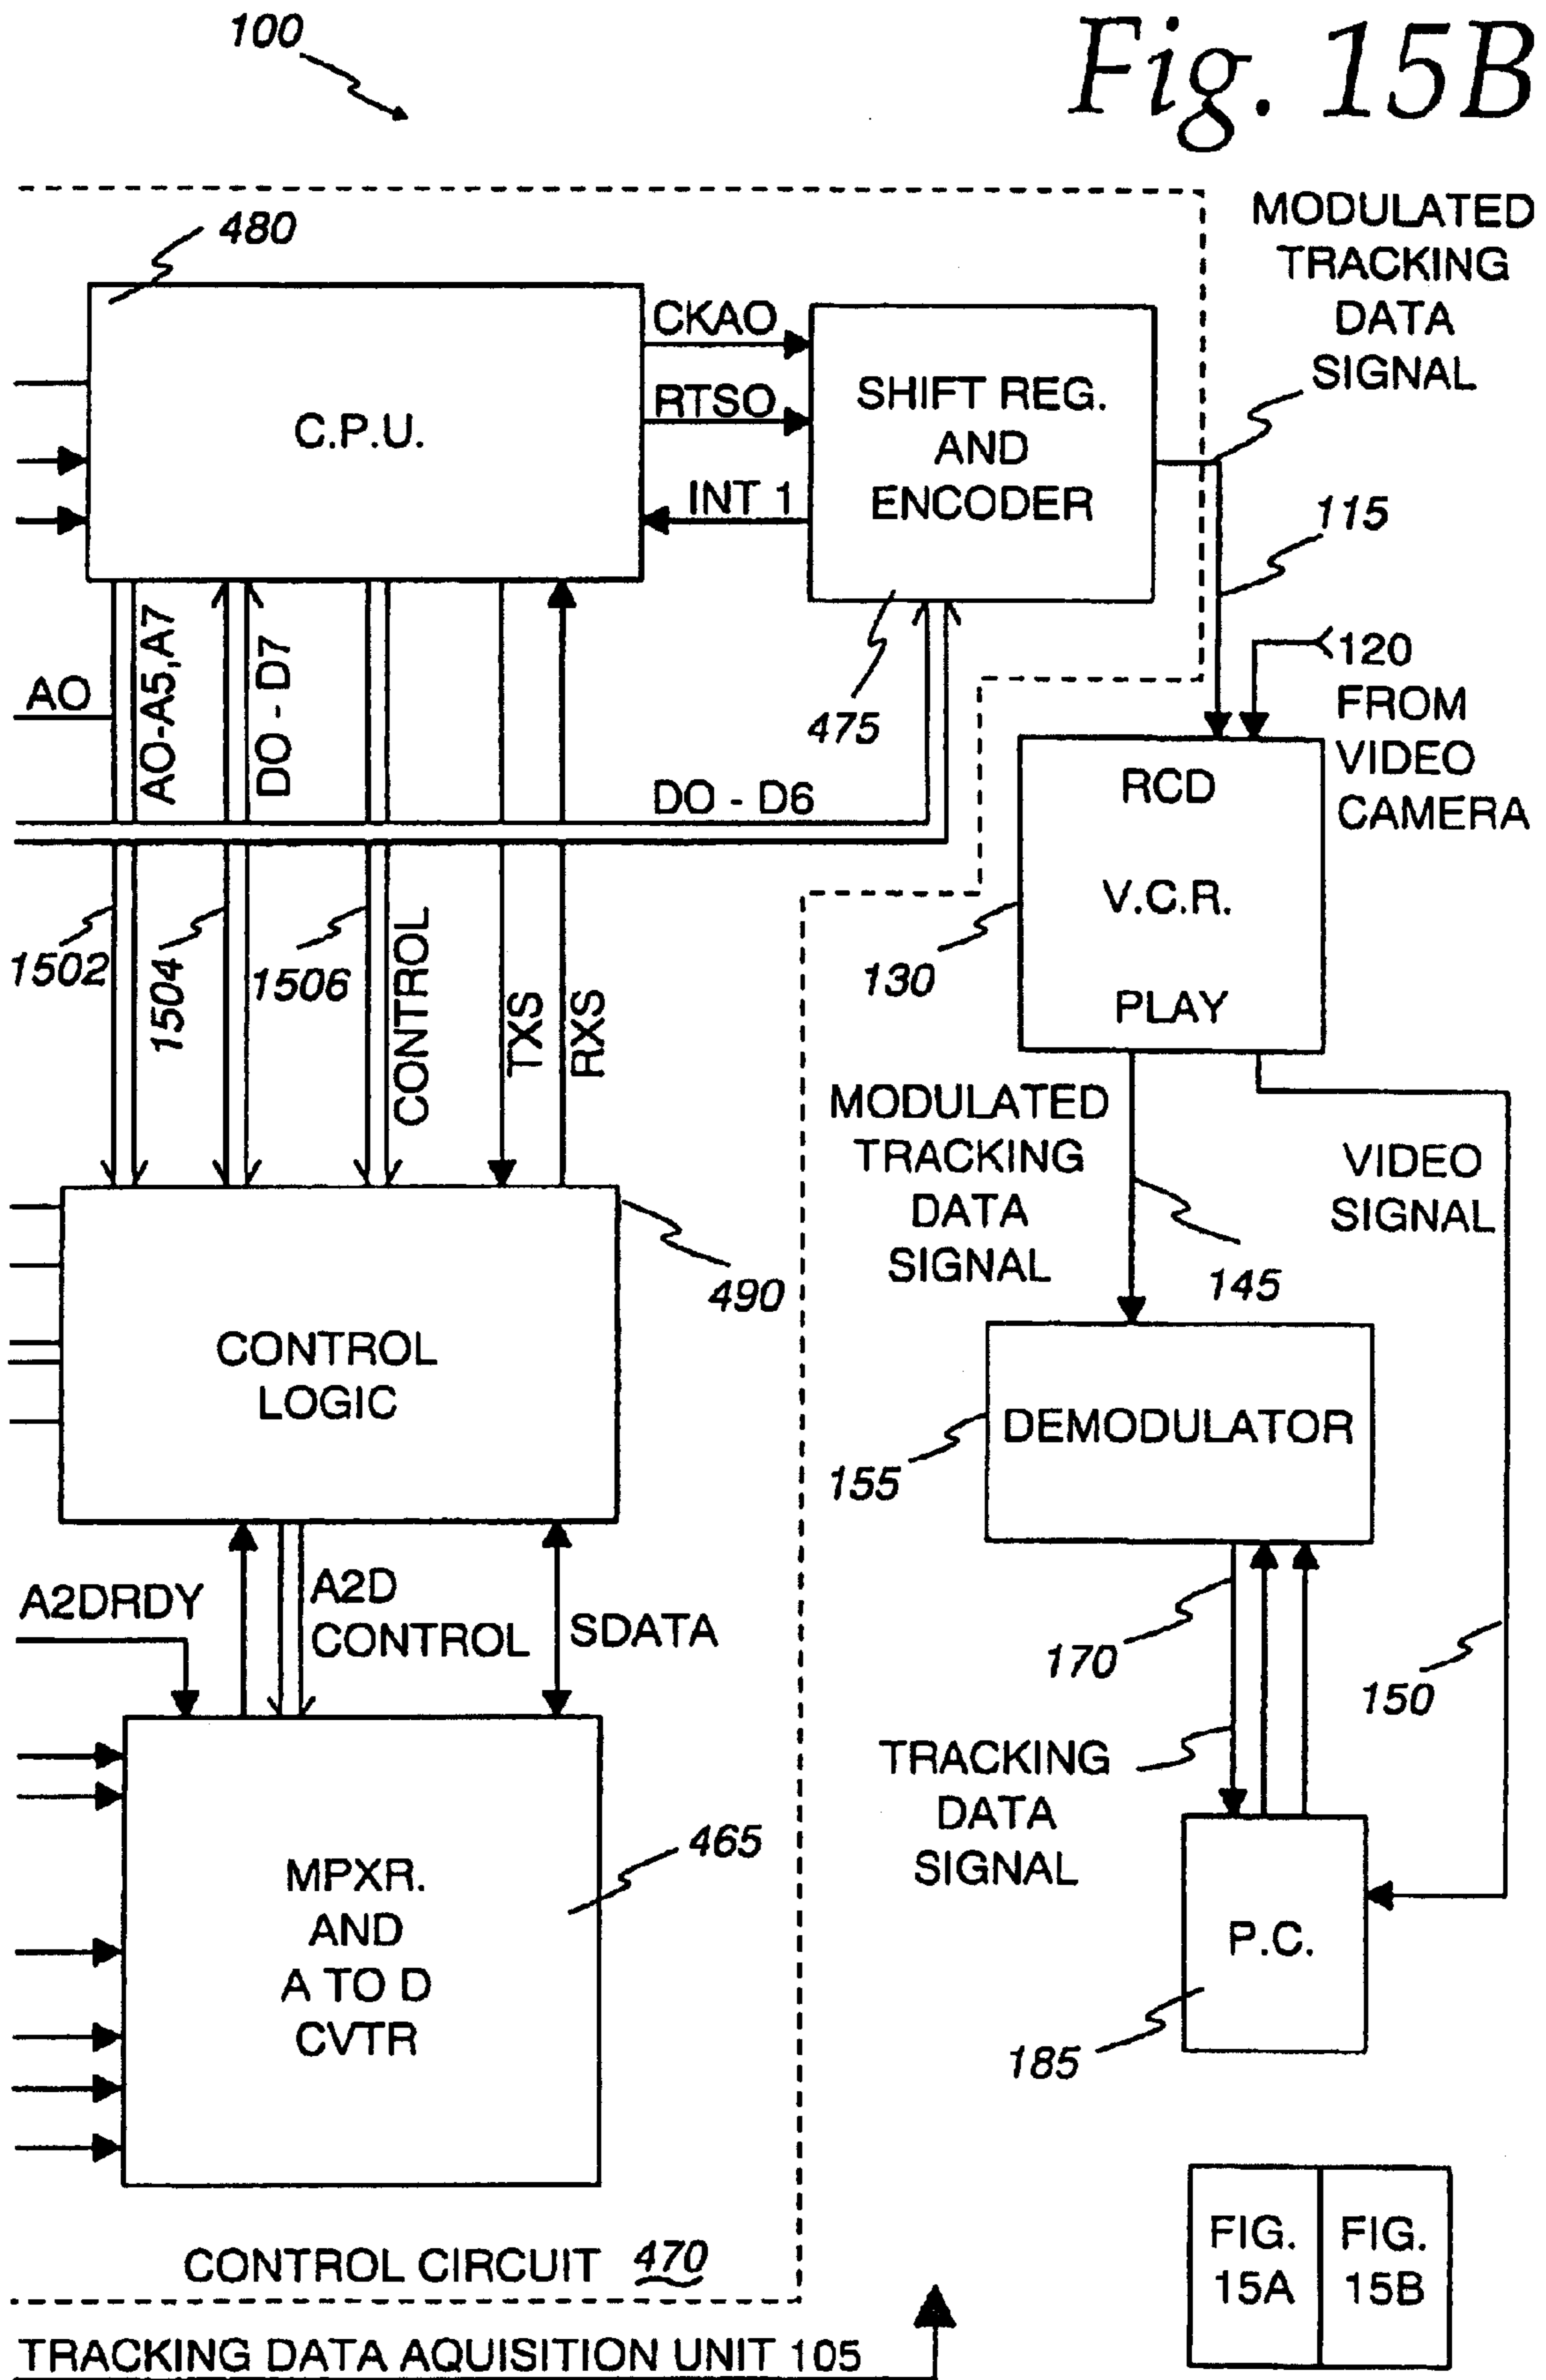 100
Fig. 15B
480
MODULATED
TRACKING
DATA
SIGNAL
CKAO
RTSO
INT 1
C.P.U.
SHIFT REG.
AND
ENCODER
115
AO
AO-A5,A7
DO - D7
475
120
FROM
VIDEO
CAMERA
DO - D6
RCD
V.C.R.
PLAY
130
1502
1504
1506
CONTROL
TXS
RXS
MODULATED
TRACKING
DATA
SIGNAL
VIDEO
SIGNAL
145
490
CONTROL
LOGIC
DEMODULATOR
155
A2DRDY
A2D
CONTROL
SDATA
170
150
TRACKING
DATA
SIGNAL
465
MPXR.
AND
A TO D
CVTR
P.C.
185
CONTROL CIRCUIT 470
FIG.
15A
FIG.
15B
TRACKING DATA AQUISITION UNIT 105